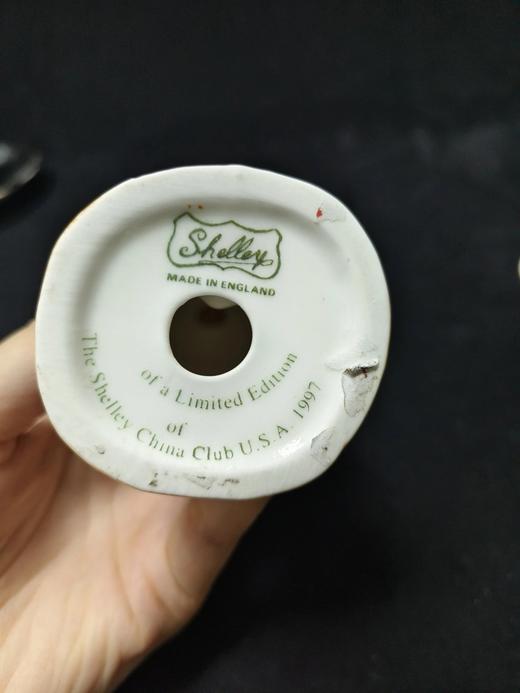 Shelley
MADE IN ENGLAND
of a Limited Edition
of
The Shelley China Club U.S.A. 1997